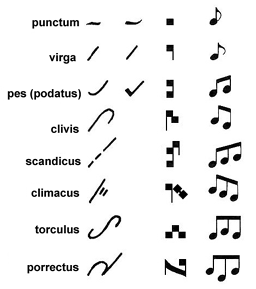 punctum
virga
pes (podatus)
clivis
scandicus
climacus
torculus
porrectus